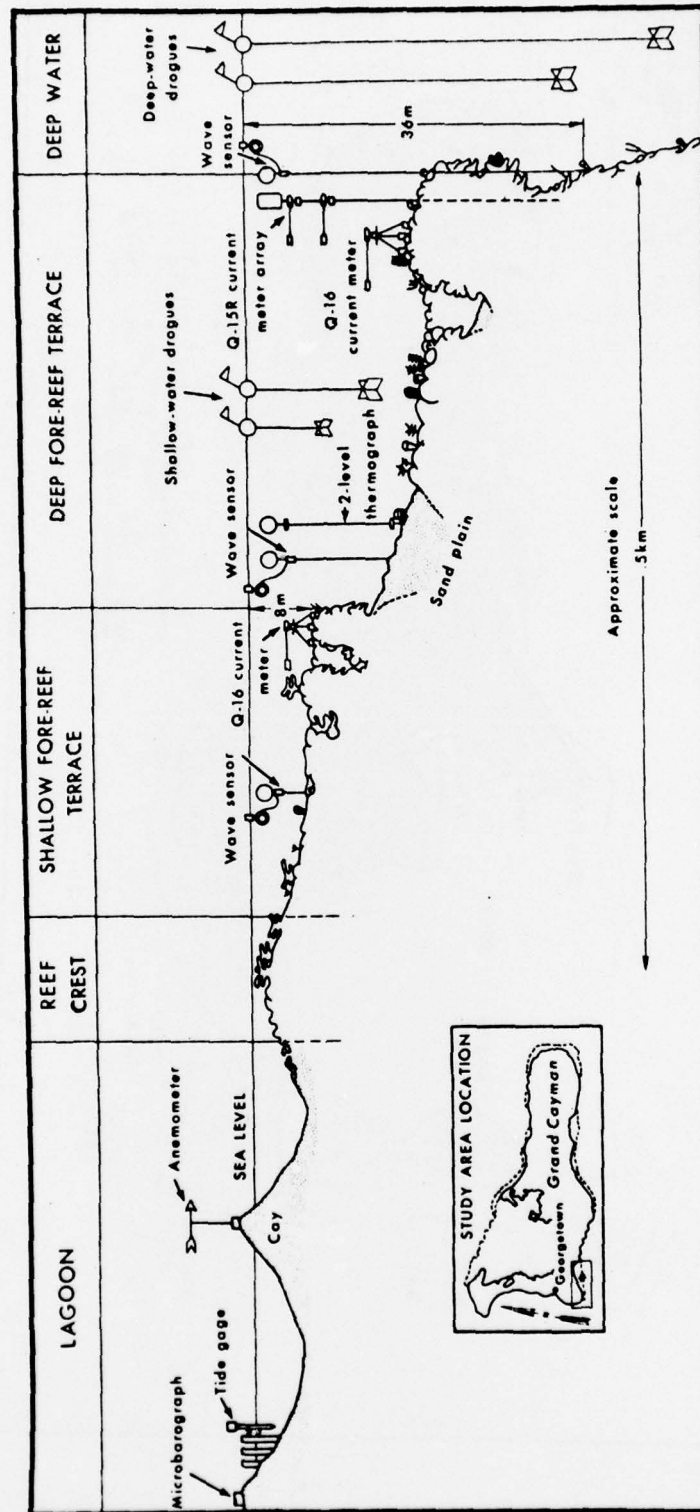 LAGOON
REEF
CREST
SHALLOW FORE-REEF
TERRACE
DEEP FORE-REEF TERRACE
DEEP WATER
Microbarograph
Tide gage
Anemometer
SEA LEVEL
Cay
Wave sensor
Q-16 current
meter
8m
Wave sensor
2-level
thermograph
Sand plain
Shallow-water drogues
Q-15R current
meter array
Q-16
current meter
Wave
sensor
Deep-water
drogues
36m
Approximate scale
.5km
STUDY AREA LOCATION
Georgetown
Grand Cayman